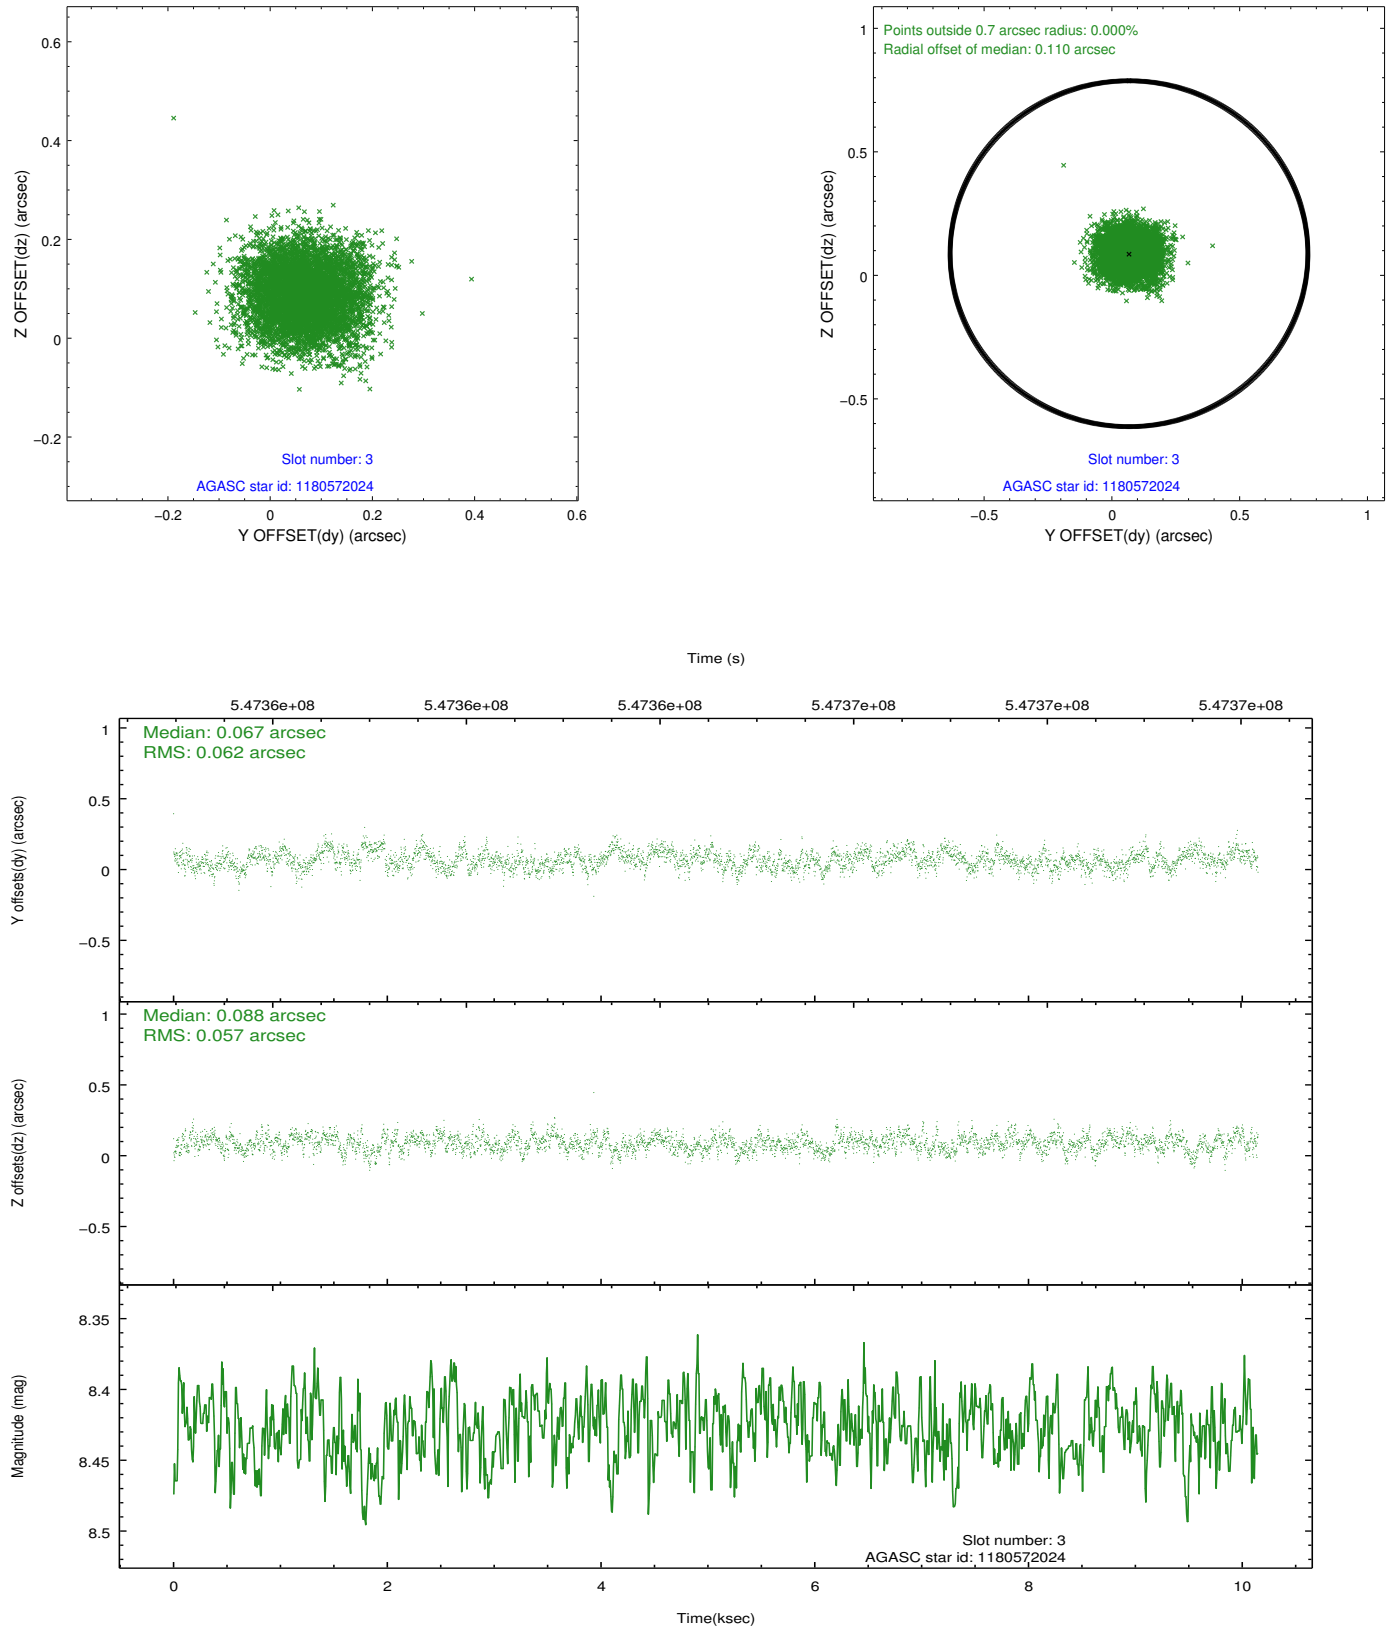 0.6
0.4
0.2
0
−0.2
Z OFFSET(dz) (arcsec)
Slot number: 3
AGASC star id: 1180572024
−0.2 0 0.2 0.4 0.6
Y OFFSET(dy) (arcsec)
Points outside 0.7 arcsec radius: 0.000%
Radial offset of median: 0.110 arcsec
1
0.5
0
−0.5
Z OFFSET(dz) (arcsec)
Slot number: 3
AGASC star id: 1180572024
−0.5 0 0.5 1
Y OFFSET(dy) (arcsec)
Time (s)
5.4736e+08 5.4736e+08 5.4736e+08 5.4737e+08 5.4737e+08 5.4737e+08
Median: 0.067 arcsec
RMS: 0.062 arcsec
1
0.5
0
−0.5
Y offsets(dy) (arcsec)
Median: 0.088 arcsec
RMS: 0.057 arcsec
1
0.5
0
−0.5
Z offsets(dz) (arcsec)
8.35
8.4
8.45
8.5
Magnitude (mag)
Slot number: 3
AGASC star id: 1180572024
0 2 4 6 8 10
Time(ksec)